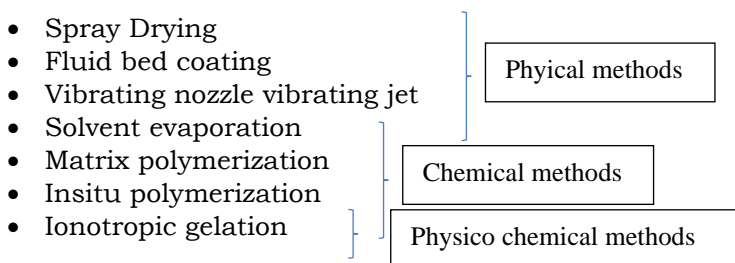 • Spray Drying
• Fluid bed coating
• Vibrating nozzle vibrating jet
• Solvent evaporation
• Matrix polymerization
• Insitu polymerization
• Ionotropic gelation
Phyical methods
Chemical methods
Physico chemical methods